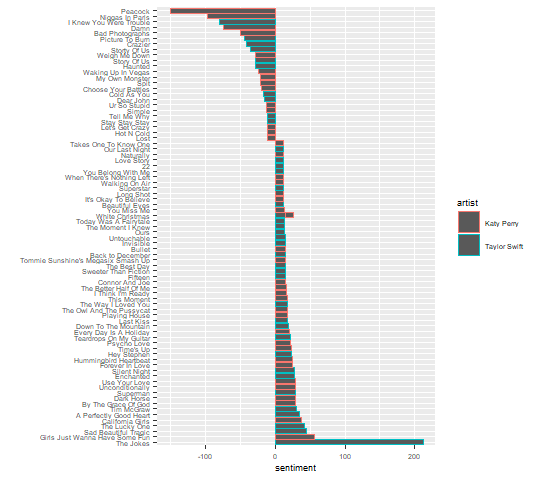 Peacock
Niggas In Paris
I Knew You Were Trouble
Damn
Bad Photographs
Picture To Burn
Crazier
Storty Of Us
Weigh Me Down
Story Of Us
Haunted
Waking Up In Vegas
My Own Monster
Spit
Choose Your Battles
Cold As You
Dear John
Ur So Stupid
Simple
Tell Me Why
Stay Stay Stay
Let's Get Crazy
Hot N Cold
Lost
Takes One To Know One
Our Last Night
Naturally
Love Story
22
You Belong With Me
When There's Nothing Left
Walking On Air
Superstar
Long Shot
It's Okay To Believe
Beautiful Eyes
You Miss Me
White Christmas
Today Was A Fairytale
The Moment I Knew
Ours
Untouchable
Invisible
Bullet
Back to December
Tommie Sunshine's Megasix Smash Up
The Best Day
Sweeter Than Fiction
Fifteen
Connor And Joe
The Better Half Of Me
I Think I'm Ready
This Moment
The Way I Loved You
The Owl And The Pussycat
Playing House
Last Kiss
Down To The Mountain
Every Day Is A Holiday
Teardrops On My Guitar
Psycho Love
Time's Up
Hey Stephen
Hummingbird Heartbeat
Forever In Love
Silent Night
Enchanted
Use Your Love
Unconditionally
Superman
Dark Horse
By The Grace Of God
Tim McGraw
A Perfectly Good Heart
California Girls
The Lucky One
Sad Beautiful Tragic
Girls Just Wanna Have Some Fun
The Jokes
-100 0 100 200
sentiment
artist
Katy Perry
Taylor Swift